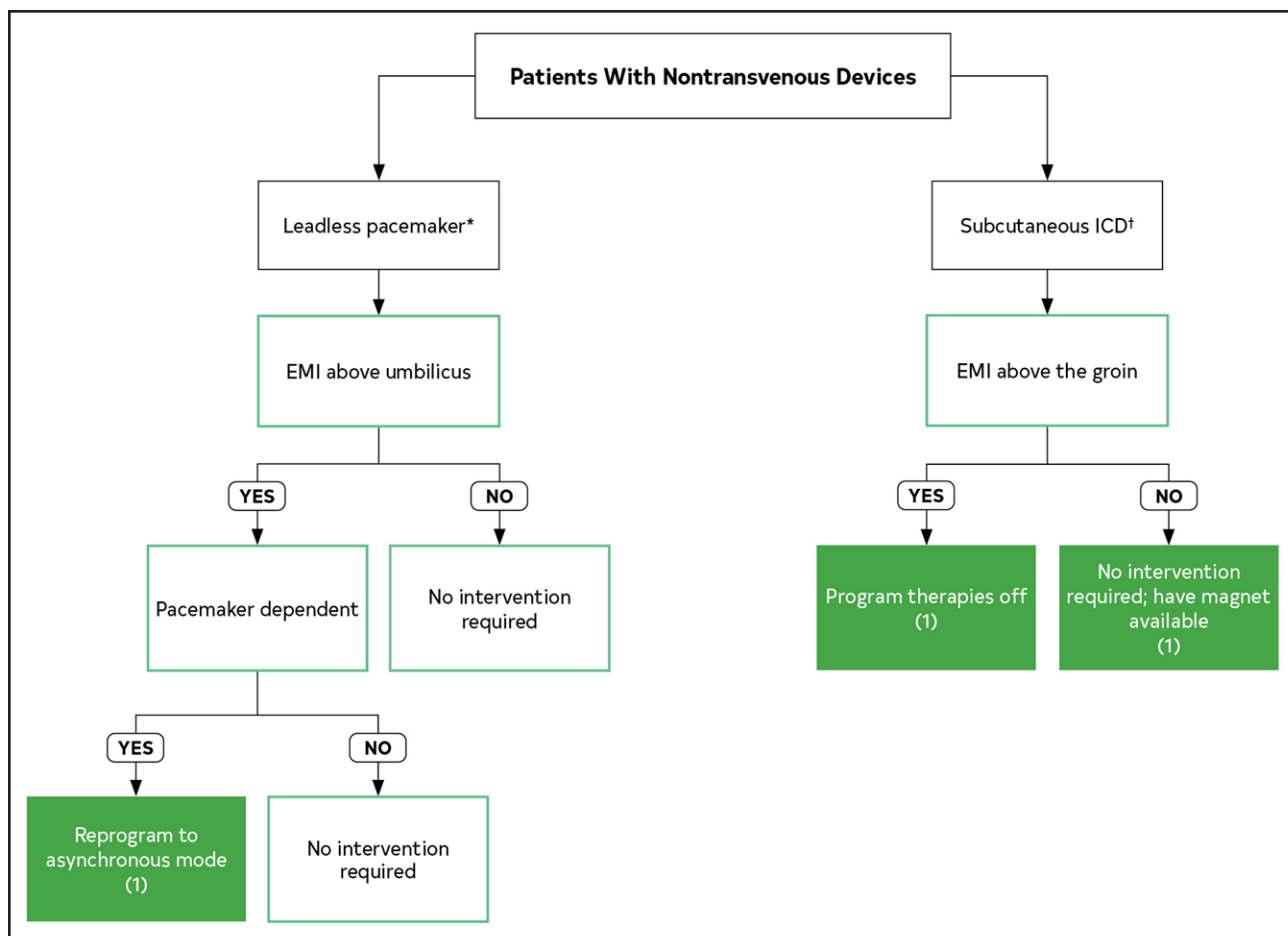 Patients With Nontransvenous Devices
Leadless pacemaker*
Subcutaneous ICD†
EMI above umbilicus
EMI above the groin
YES
NO
YES
NO
Pacemaker dependent
No intervention
required
Program therapies off
(1)
No intervention
required; have magnet
available
(1)
YES
NO
Reprogram to
asynchronous mode
(1)
No intervention
required